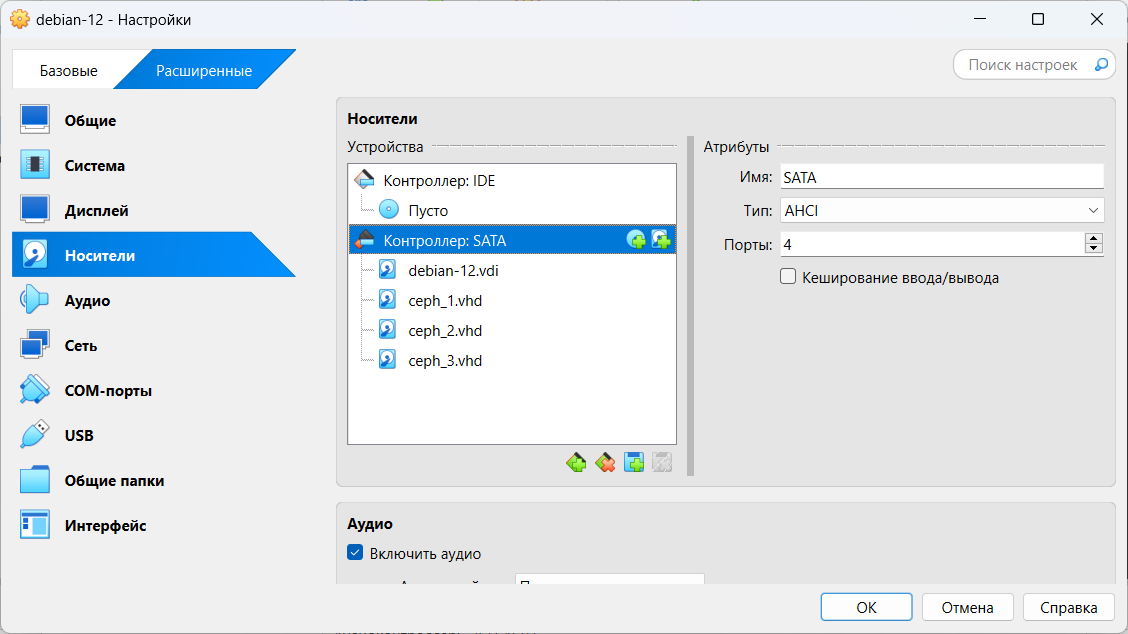 debian-12 - Настройки
Базовые
Расширенные
Поиск настроек
Общие
Система
Дисплей
Носители
Аудио
Сеть
COM-порты
USB
Общие папки
Интерфейс
Носители
Устройства
Контроллер: IDE
Пусто
Контроллер: SATA
debian-12.vdi
ceph_1.vhd
ceph_2.vhd
ceph_3.vhd
Атрибуты
Имя: SATA
Тип: AHCI
Порты: 4
Кеширование ввода/вывода
Аудио
Включить аудио
OK
Отмена
Справка